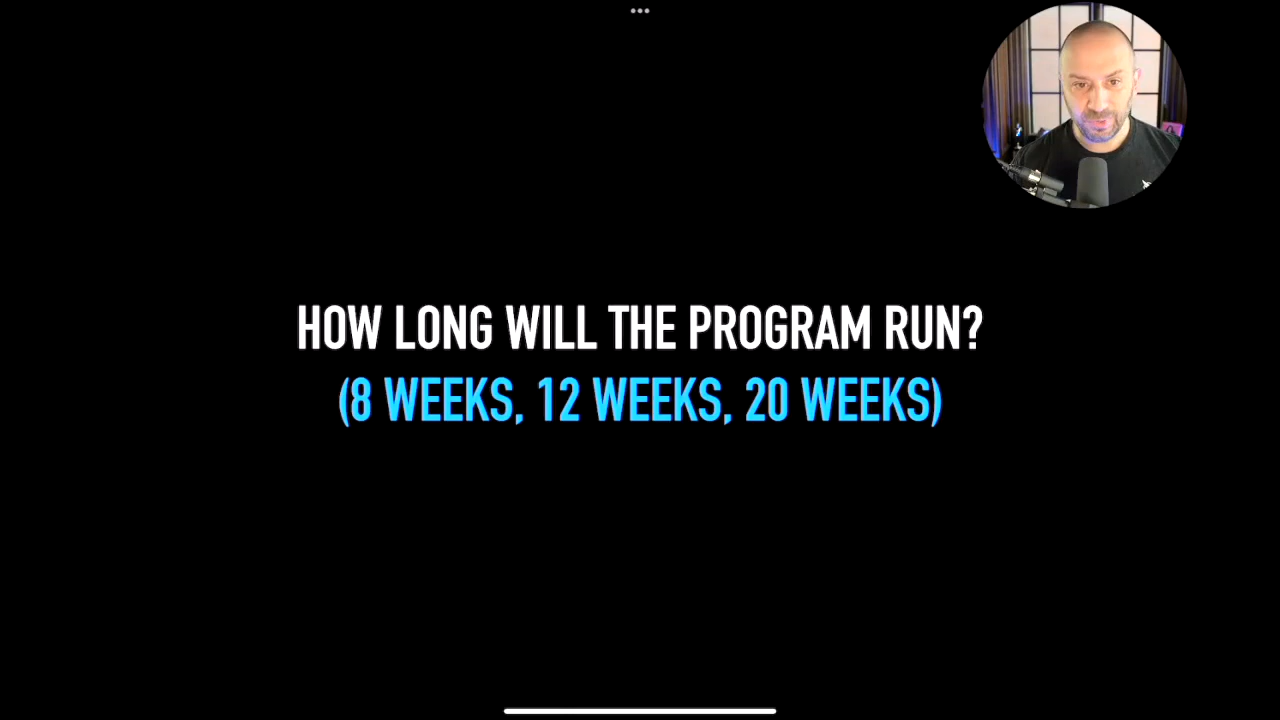 HOW LONG WILL THE PROGRAM RUN?
(8 WEEKS, 12 WEEKS, 20 WEEKS)